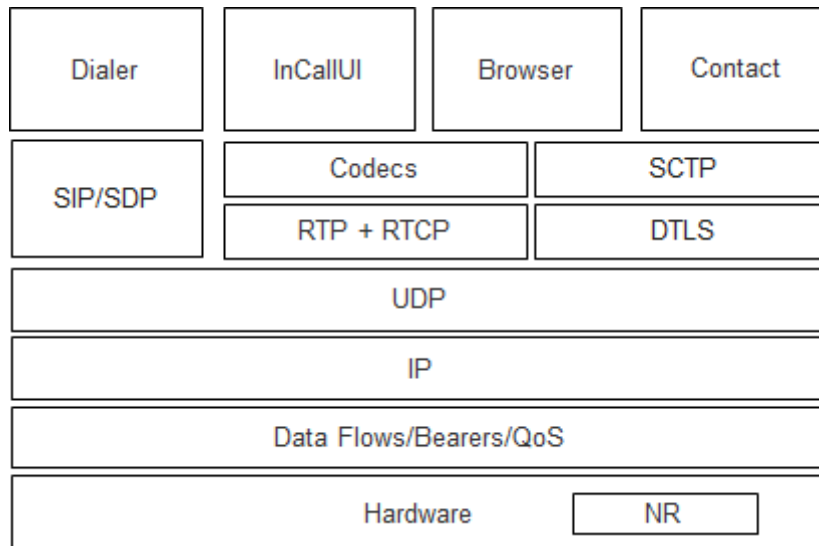 Dialer
InCallUI
Browser
Contact
SIP/SDP
Codecs
SCTP
RTP + RTCP
DTLS
UDP
IP
Data Flows/Bearers/QoS
Hardware
NR